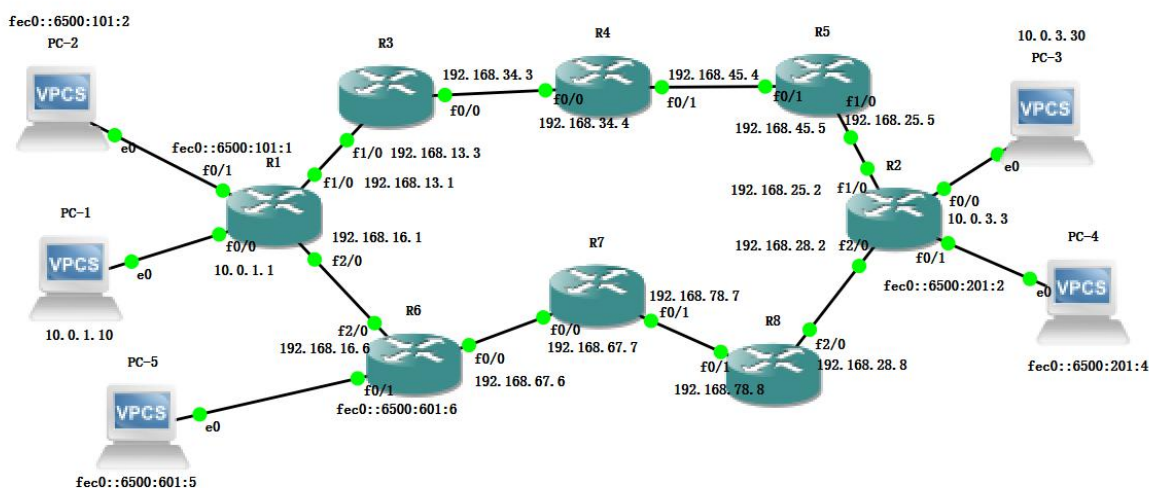 fec0::6500:101:2
PC-2
VPCS
e0
fec0::6500:101:1
f0/1
R1
R3
192.168.34.3
f0/0
f1/0 192.168.13.3
f1/0 192.168.13.1
R4
f0/0
192.168.34.4
192.168.45.4
f0/1
R5
f0/1
192.168.45.5
f1/0
192.168.25.5
R2
192.168.25.2
f1/0
10.0.3.30
PC-3
VPCS
e0
f0/0
10.0.3.3
PC-1
VPCS
e0
10.0.1.10
f0/0
10.0.1.1
192.168.16.1
f2/0
192.168.28.2
f2/0
f0/1
fec0::6500:201:2
PC-4
e0
VPCS
fec0::6500:201:4
R7
192.168.78.7
f0/1
f0/0
192.168.67.7
R6
f2/0
192.168.16.6
f0/0
192.168.67.6
f0/1
fec0::6500:601:6
R8
f2/0
192.168.28.8
f0/1
192.168.78.8
PC-5
VPCS
e0
fec0::6500:601:5